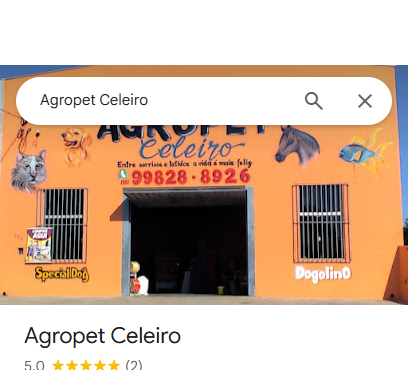 Agropet Celeiro
AGROPET
Celeiro
Entre sorrisos e latidos a vida é mais feliz
99828-8926
SpecialDog
DogolinO
Agropet Celeiro
5,0 ★★★★★ (2)